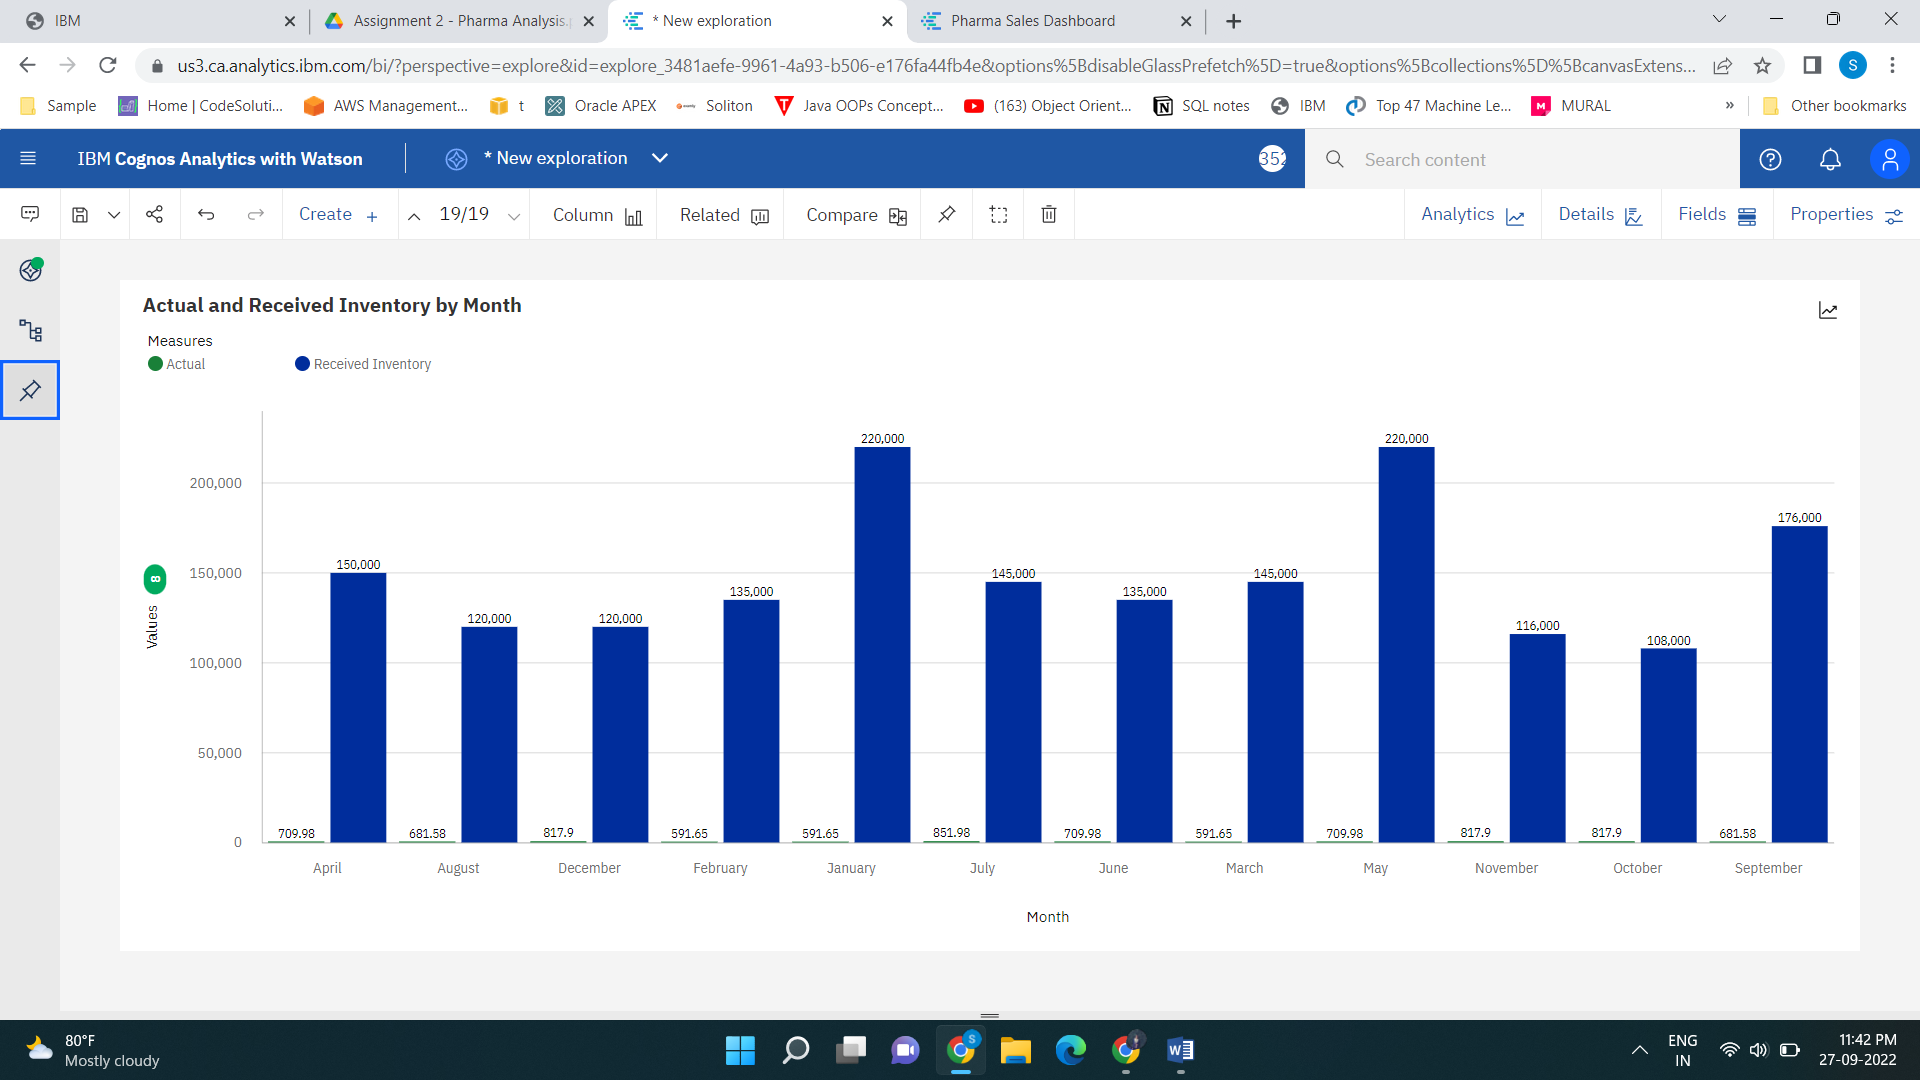 IBM
Assignment 2 - Pharma Analysis.
* New exploration
Pharma Sales Dashboard
us3.ca.analytics.ibm.com/bi/?perspective=explore&id=explore_3481aefe-9961-4a93-b506-e176fa44fb4e&options%5BdisableGlassPrefetch%5D=true&options%5Bcollections%5D%5BcanvasExtens...
S
Sample
Home | CodeSoluti...
AWS Management...
t
Oracle APEX
Soliton
Java OOPs Concept...
(163) Object Orient...
SQL notes
IBM
Top 47 Machine Le...
MURAL
»
Other bookmarks
IBM Cognos Analytics with Watson
* New exploration
352
Search content
Create +
19/19
Column
Related
Compare
Analytics
Details
Fields
Properties
Actual and Received Inventory by Month
Measures
Actual
Received Inventory
Values
8
200,000
150,000
100,000
50,000
0
150,000
120,000
120,000
135,000
220,000
145,000
135,000
145,000
220,000
116,000
108,000
176,000
709.98
681.58
817.9
591.65
591.65
851.98
709.98
591.65
709.98
817.9
817.9
681.58
April
August
December
February
January
July
June
March
May
November
October
September
Month
80°F
Mostly cloudy
S
W
ENG
IN
11:42 PM
27-09-2022